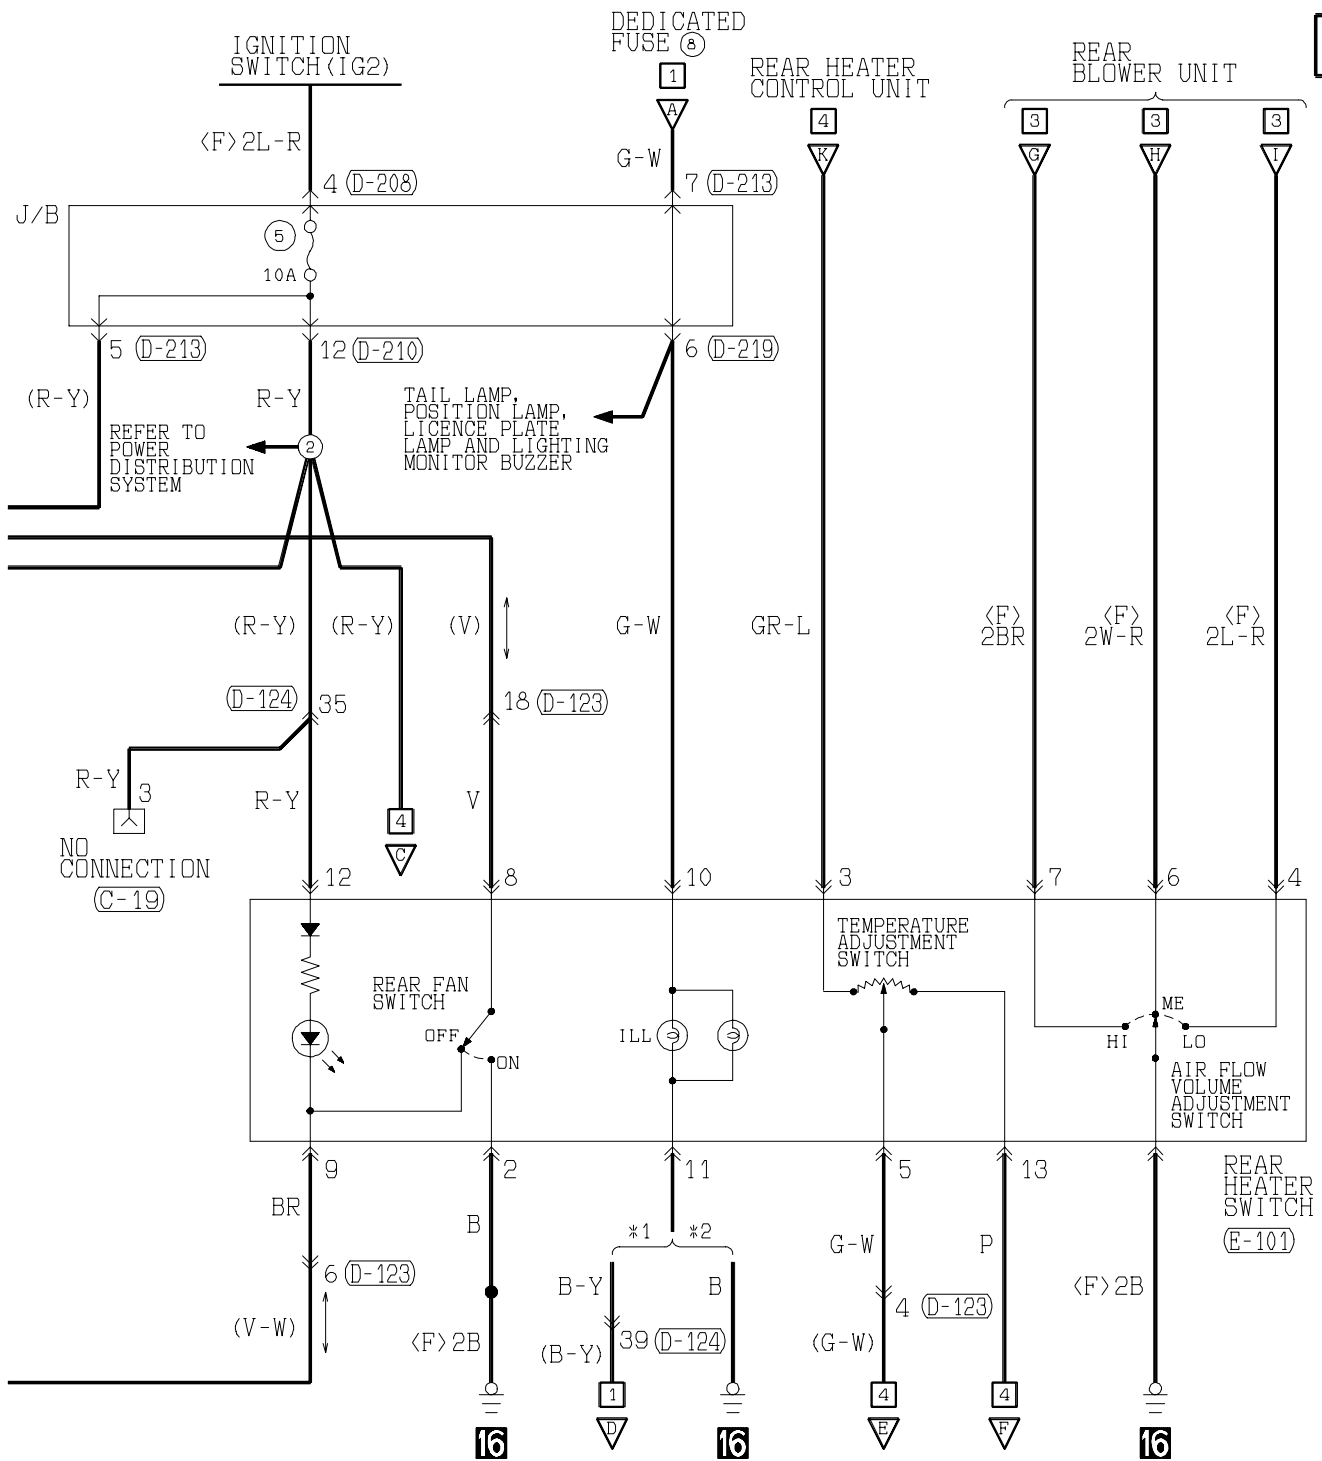 IGNITION
SWITCH(IG2)
DEDICATED
FUSE 8
1
A
REAR HEATER
CONTROL UNIT
4
K
REAR
BLOWER UNIT
3
G
3
H
3
I
<F>2L-R
G-W
4 (D-208)
7 (D-213)
J/B
5
10A
5 (D-213)
12 (D-210)
6 (D-219)
(R-Y)
R-Y
TAIL LAMP,
POSITION LAMP,
LICENCE PLATE
LAMP AND LIGHTING
MONITOR BUZZER
REFER TO
POWER
DISTRIBUTION
SYSTEM
2
(R-Y)
(R-Y)
(V)
G-W
GR-L
<F>
2BR
<F>
2W-R
<F>
2L-R
(D-124) 35
18 (D-123)
R-Y
3
R-Y
V
4
C
NO
CONNECTION
(C-19)
12
8
10
3
7
6
4
REAR FAN
SWITCH
OFF
ON
ILL
TEMPERATURE
ADJUSTMENT
SWITCH
ME
HI
LO
AIR FLOW
VOLUME
ADJUSTMENT
SWITCH
9
2
11
5
13
REAR
HEATER
SWITCH
(E-101)
BR
B
*1
*2
G-W
P
6 (D-123)
B-Y
B
<F>2B
4 (D-123)
(V-W)
<F>2B
39 (D-124)
(B-Y)
(G-W)
1
D
4
E
4
F
16
16
16